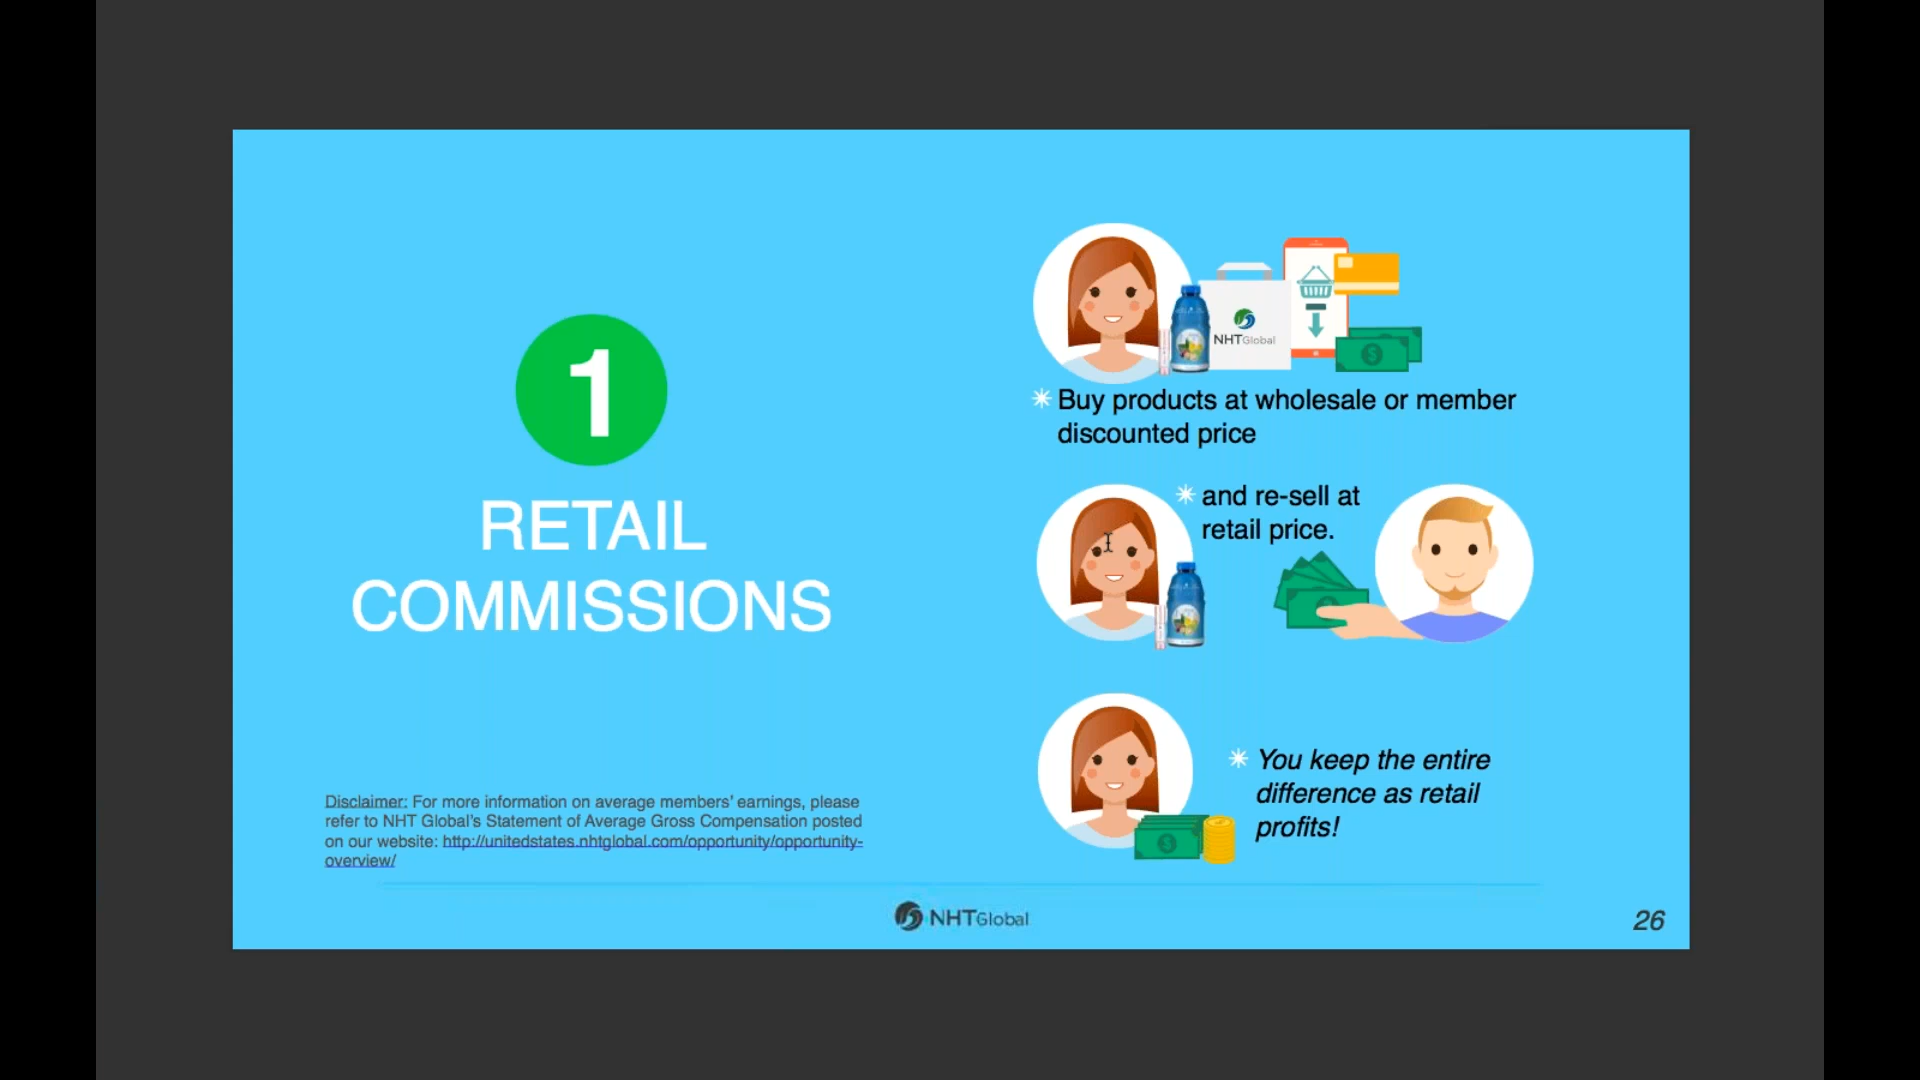 1
RETAIL
COMMISSIONS
NHTGlobal
Buy products at wholesale or member
discounted price
and re-sell at
retail price.
You keep the entire
difference as retail
profits!
Disclaimer: For more information on average members' earnings, please
refer to NHT Global's Statement of Average Gross Compensation posted
on our website: http://unitedstates.nhtglobal.com/opportunity/opportunity-
overview/
NHTGlobal
26